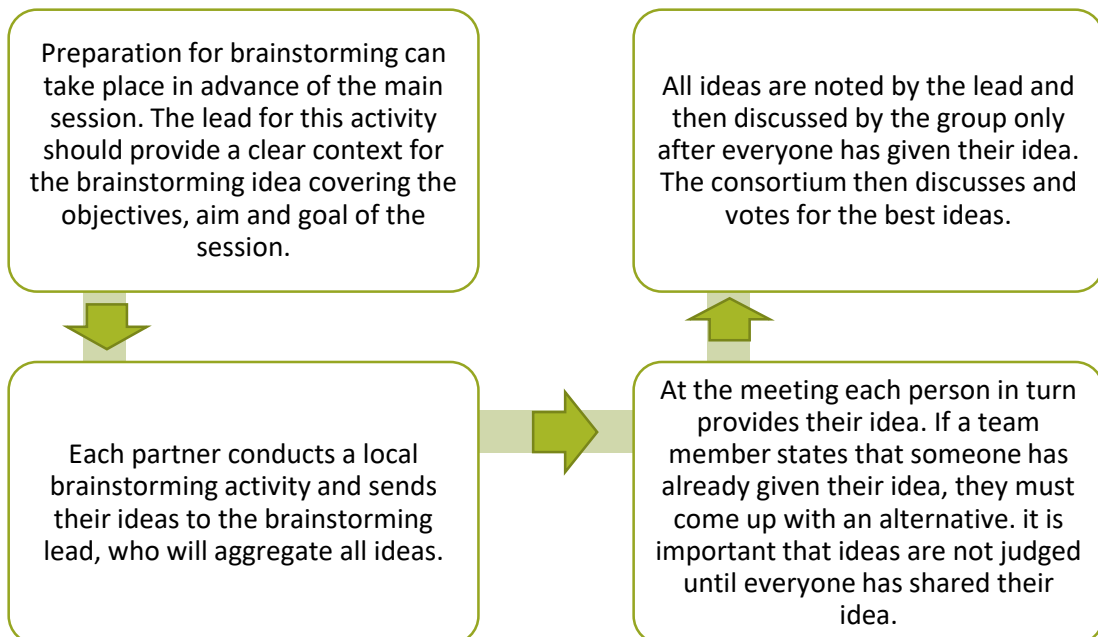 Preparation for brainstorming can
take place in advance of the main
session. The lead for this activity
should provide a clear context for
the brainstorming idea covering the
objectives, aim and goal of the
session.
Each partner conducts a local
brainstorming activity and sends
their ideas to the brainstorming
lead, who will aggregate all ideas.
At the meeting each person in turn
provides their idea. If a team
member states that someone has
already given their idea, they must
come up with an alternative. it is
important that ideas are not judged
until everyone has shared their
idea.
All ideas are noted by the lead and
then discussed by the group only
after everyone has given their idea.
The consortium then discusses and
votes for the best ideas.